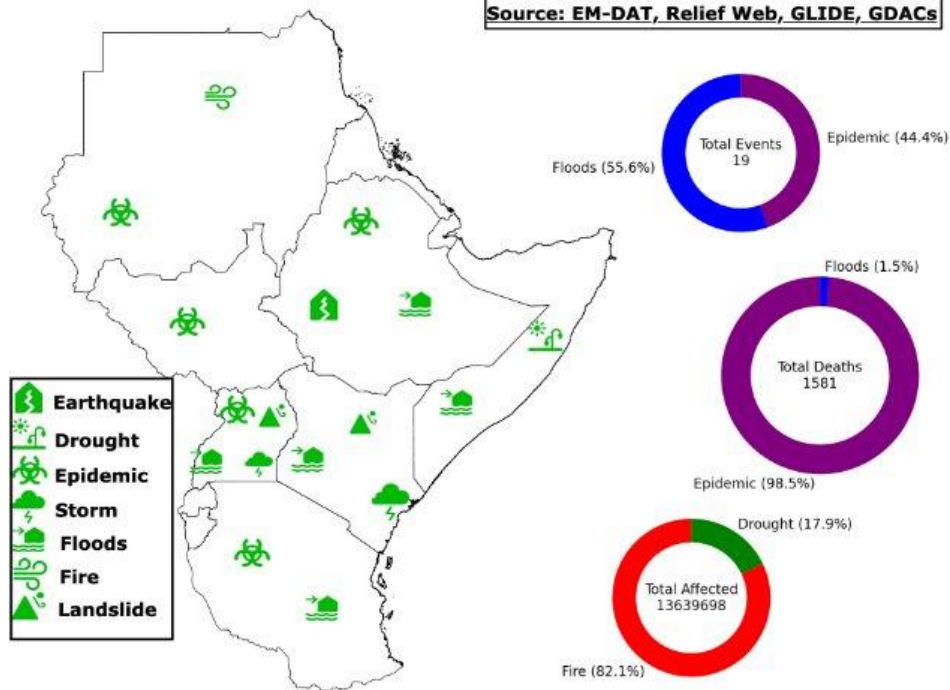 Source: EM-DAT, Relief Web, GLIDE, GDACs
Total Events
19
Epidemic (44.4%)
Floods (55.6%)
Floods (1.5%)
Total Deaths
1581
Epidemic (98.5%)
Drought (17.9%)
Total Affected
13639698
Fire (82.1%)
Earthquake
Drought
Epidemic
Storm
Floods
Fire
Landslide